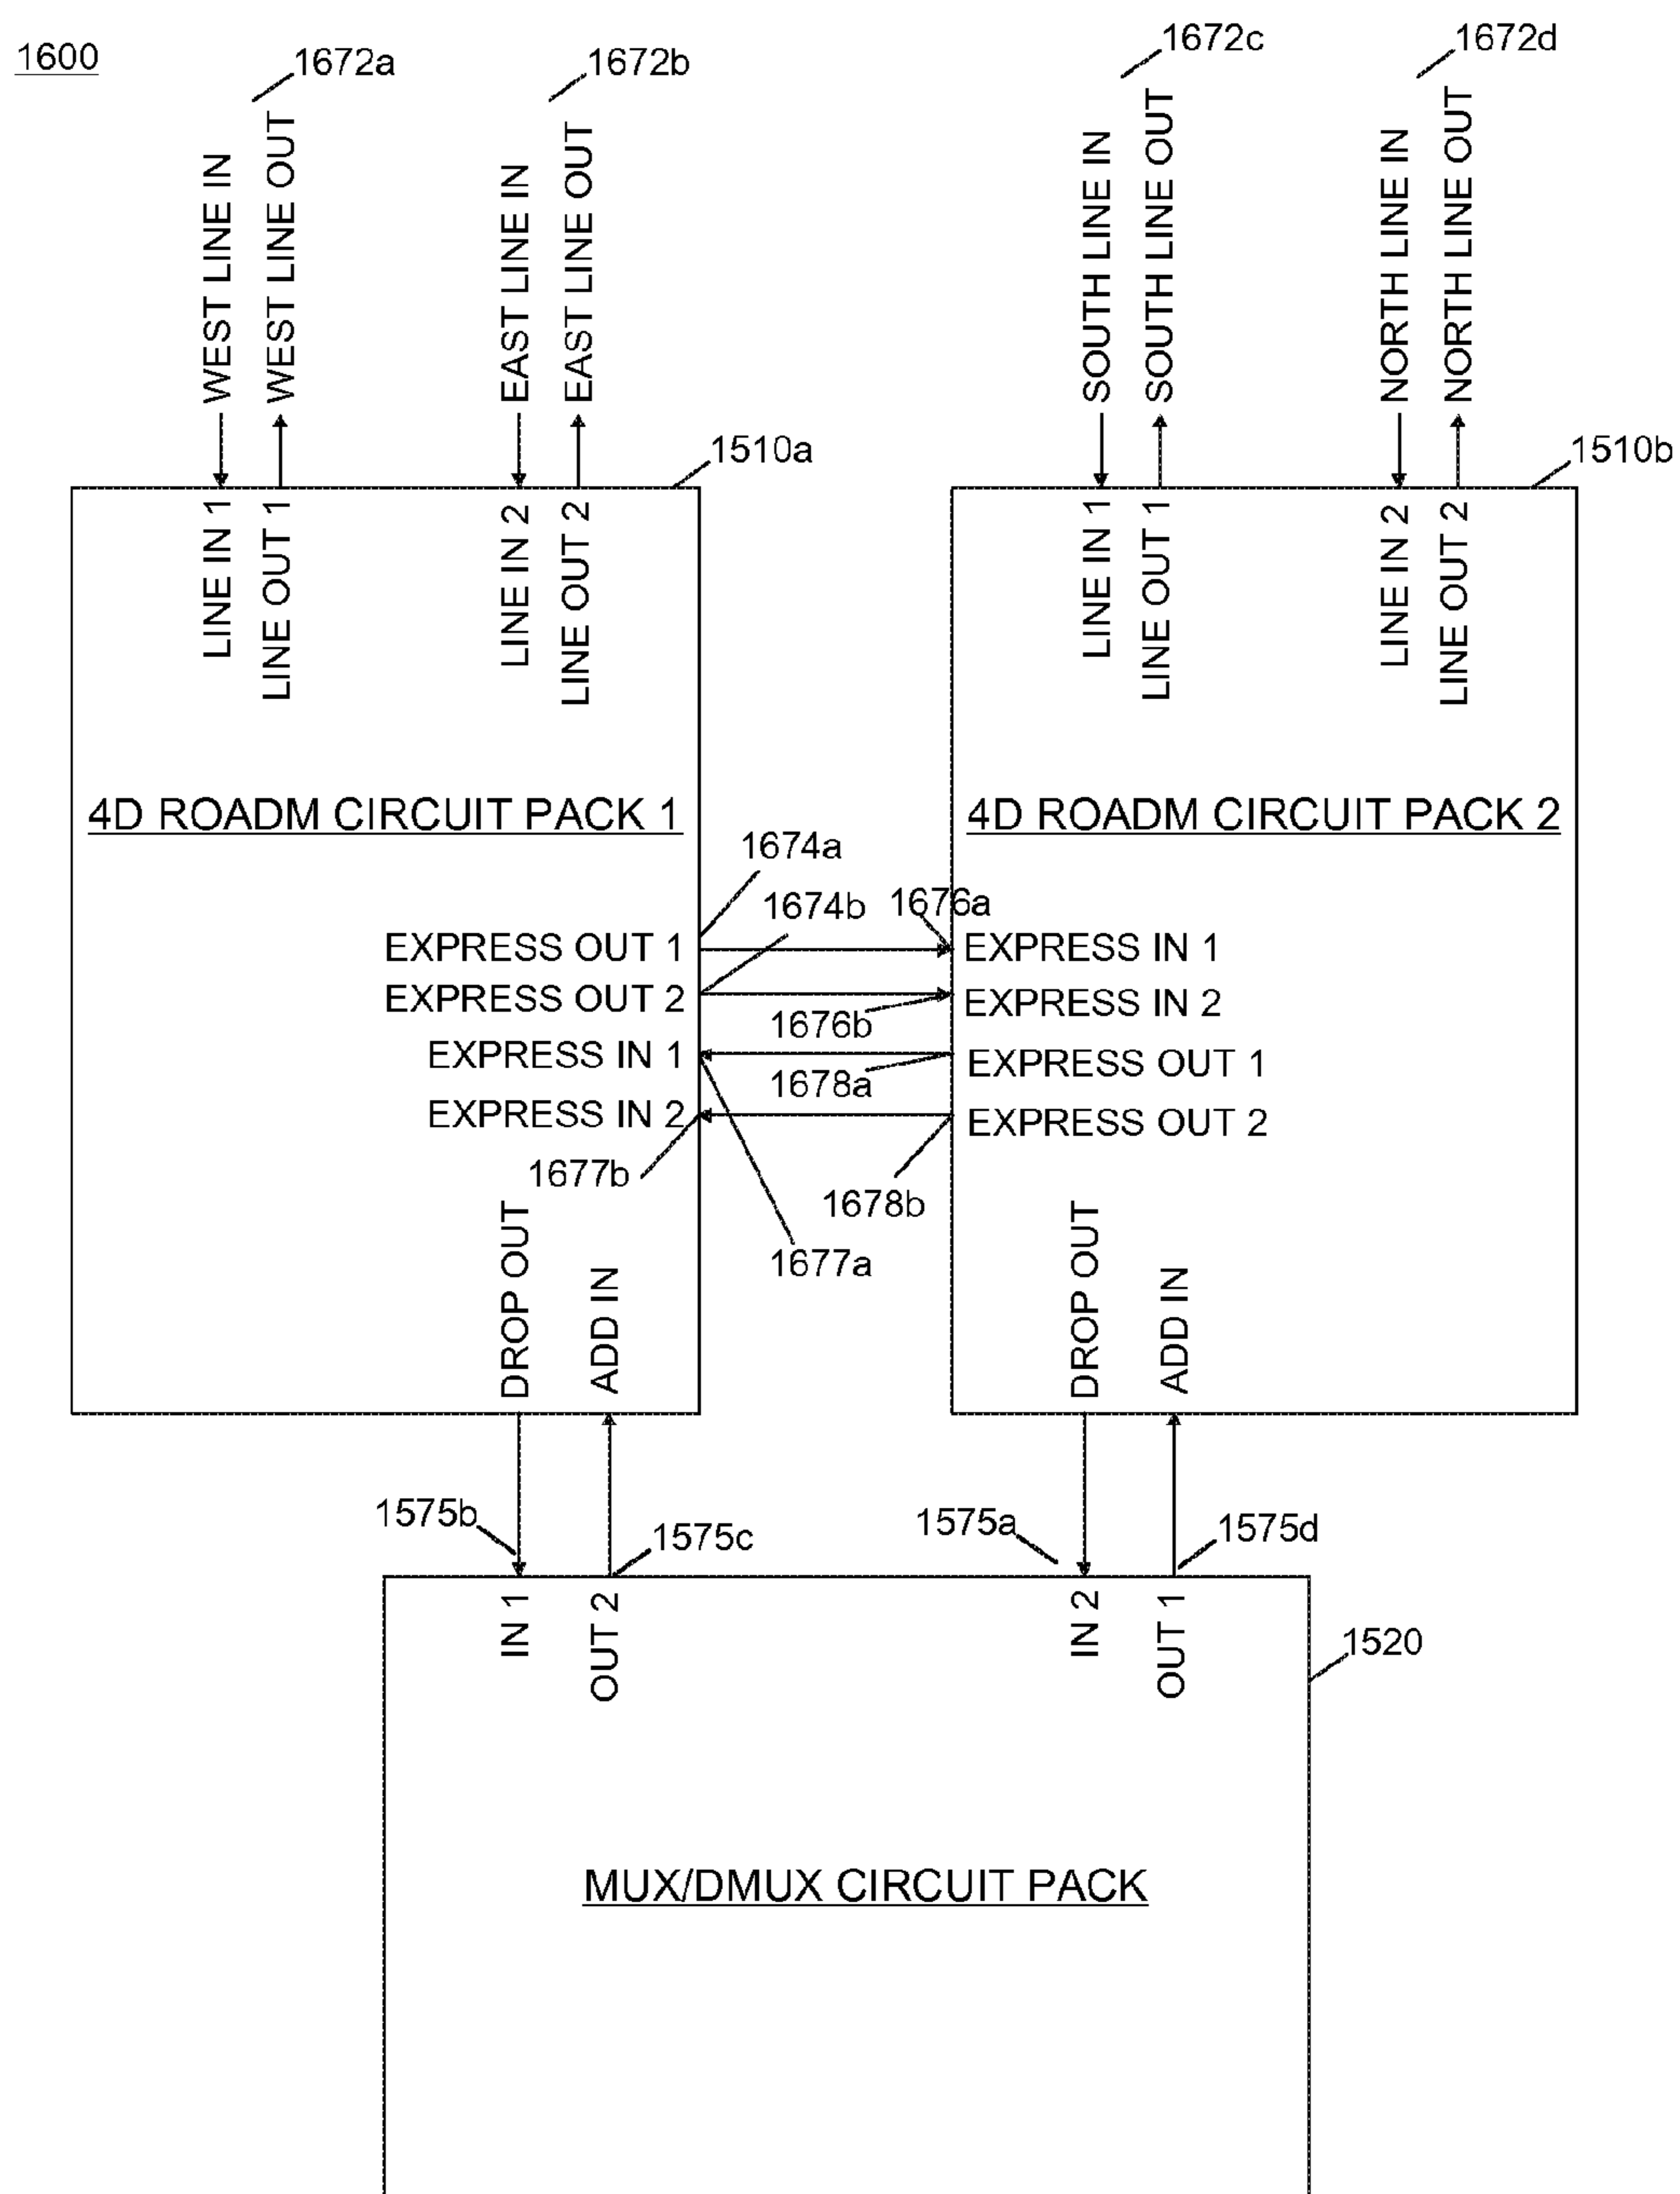 1600
1672a
1672b
1672c
1672d
WEST LINE IN
WEST LINE OUT
EAST LINE IN
EAST LINE OUT
SOUTH LINE IN
SOUTH LINE OUT
NORTH LINE IN
NORTH LINE OUT
1510a
1510b
LINE IN 1
LINE OUT 1
LINE IN 2
LINE OUT 2
LINE IN 1
LINE OUT 1
LINE IN 2
LINE OUT 2
4D ROADM CIRCUIT PACK 1
4D ROADM CIRCUIT PACK 2
1674a
1674b
1676a
EXPRESS OUT 1
EXPRESS IN 1
EXPRESS OUT 2
EXPRESS IN 2
1676b
EXPRESS IN 1
EXPRESS OUT 1
1678a
EXPRESS IN 2
EXPRESS OUT 2
1677b
1678b
1677a
DROP OUT
ADD IN
DROP OUT
ADD IN
1575b
1575c
1575a
1575d
IN 1
OUT 2
IN 2
OUT 1
1520
MUX/DMUX CIRCUIT PACK